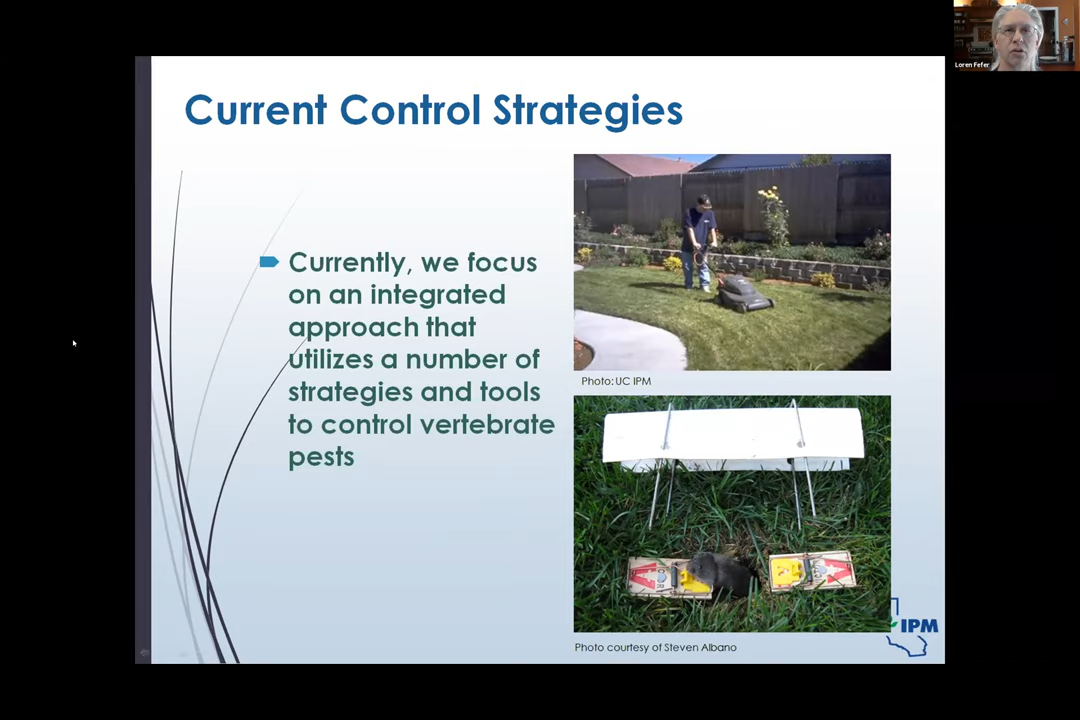 Loren Fefer
Current Control Strategies
Currently, we focus
on an integrated
approach that
utilizes a number of
strategies and tools
to control vertebrate
pests
Photo: UC IPM
IPM
Photo courtesy of Steven Albano